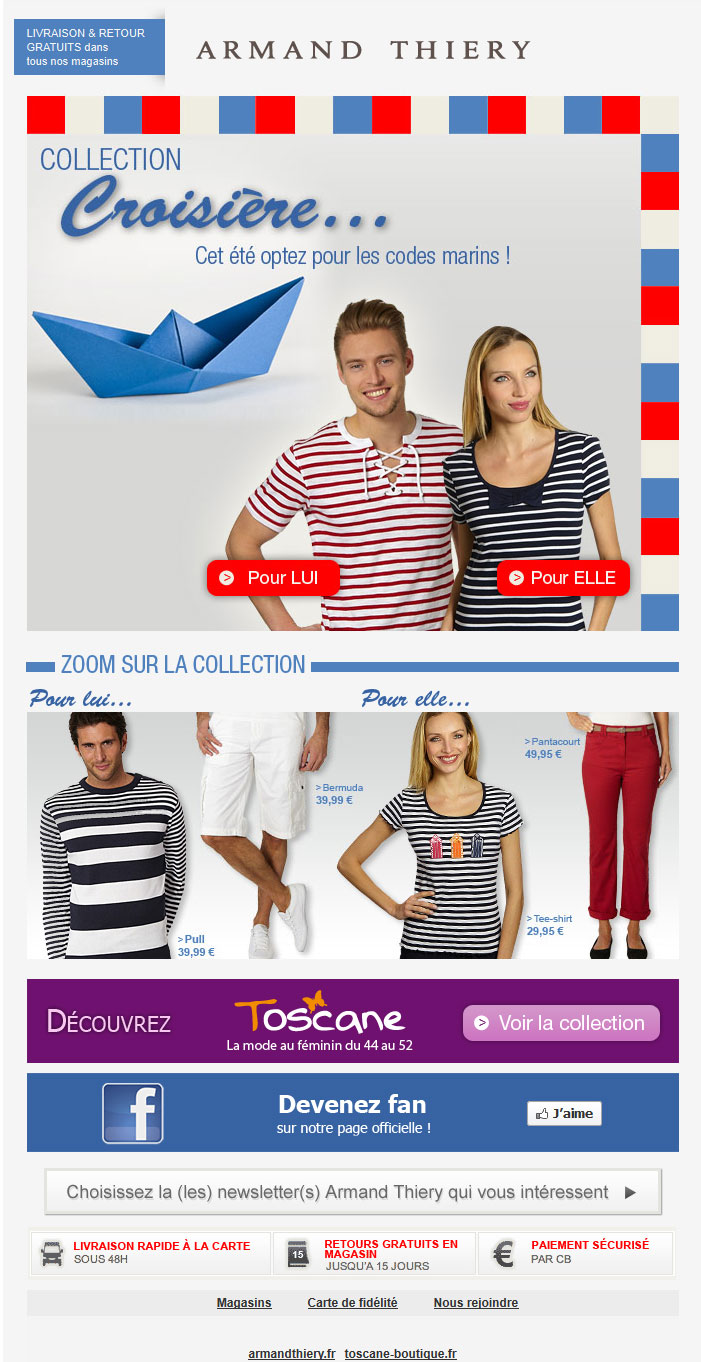 LIVRAISON & RETOUR
GRATUITS dans
tous nos magasins
ARMAND THIERY
COLLECTION
Croisière...
Cet été optez pour les codes marins !
> Pour LUI
> Pour ELLE
ZOOM SUR LA COLLECTION
Pour lui...
Pour elle...
> Bermuda
39,99 €
> Pull
39,99 €
> Pantacourt
49,95 €
> Tee-shirt
29,95 €
DÉCOUVREZ
Toscane
La mode au féminin du 44 au 52
> Voir la collection
f
Devenez fan
sur notre page officielle !
J'aime
Choisissez la (les) newsletter(s) Armand Thiery qui vous intéressent
LIVRAISON RAPIDE À LA CARTE
SOUS 48H
15
RETOURS GRATUITS EN
MAGASIN
JUSQU'A 15 JOURS
€
PAIEMENT SÉCURISÉ
PAR CB
Magasins Carte de fidélité Nous rejoindre
armandthiery.fr toscane-boutique.fr